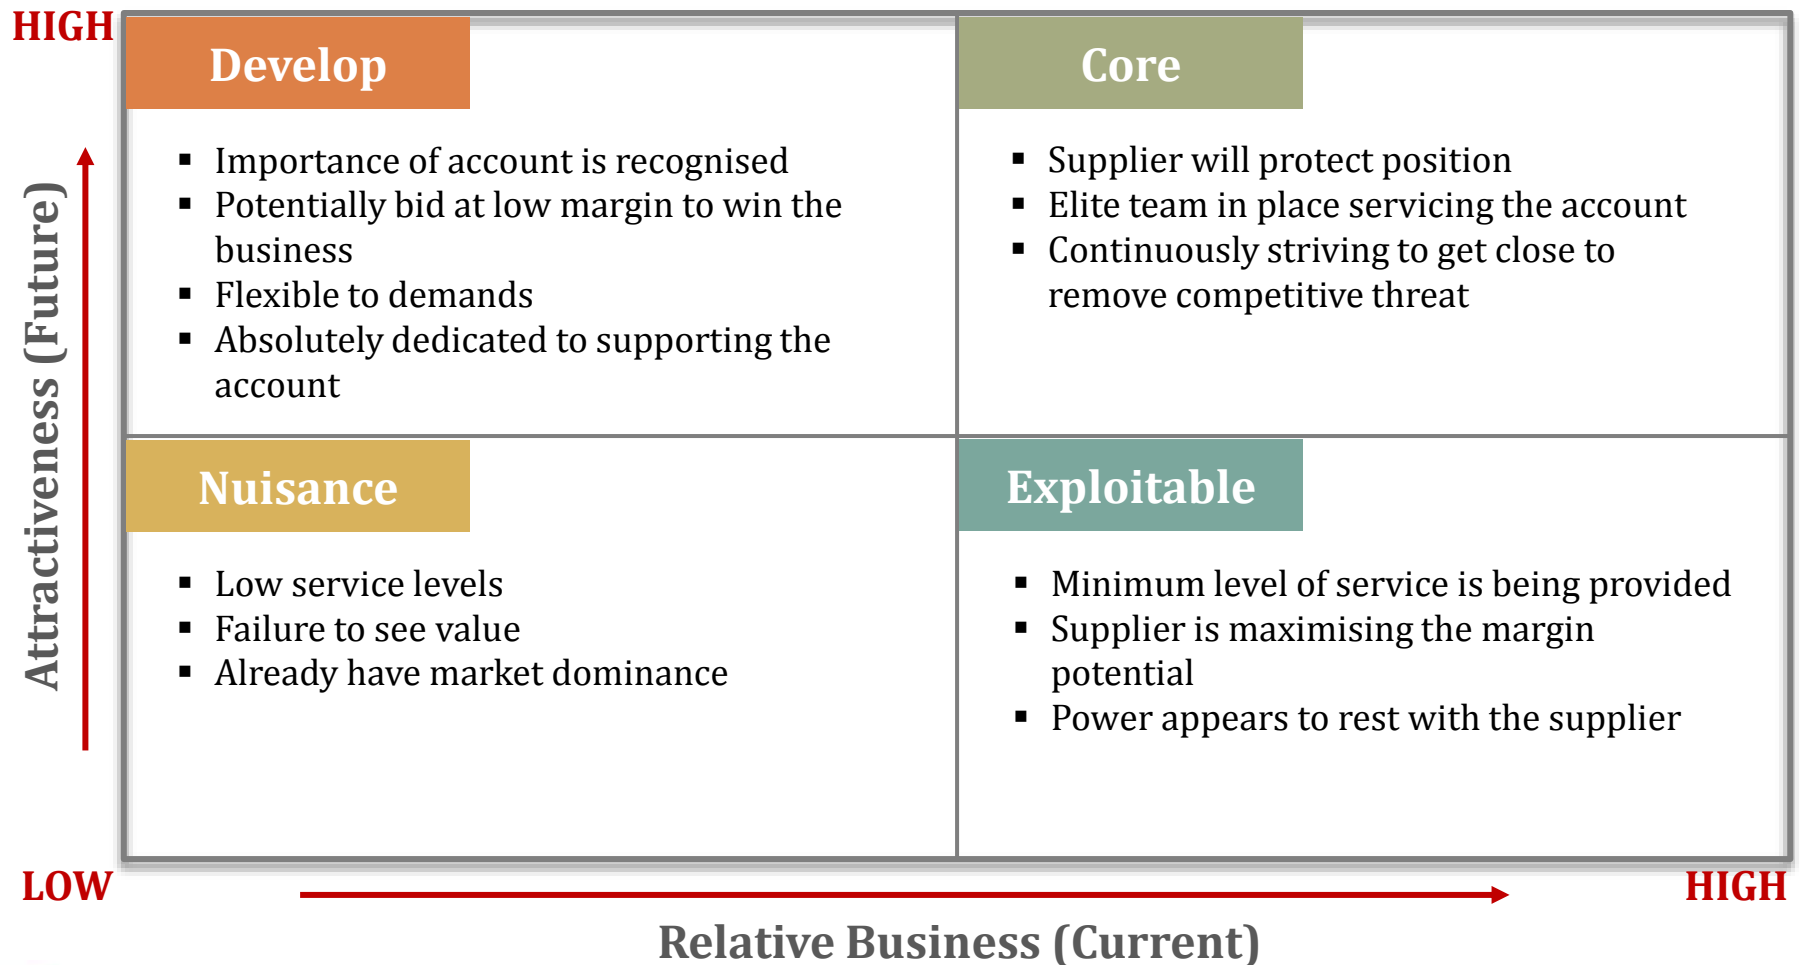 HIGH
Develop
▪ Importance of account is recognised
▪ Potentially bid at low margin to win the
business
▪ Flexible to demands
▪ Absolutely dedicated to supporting the
account
Core
▪ Supplier will protect position
▪ Elite team in place servicing the account
▪ Continuously striving to get close to
remove competitive threat
Attractiveness (Future)
Nuisance
▪ Low service levels
▪ Failure to see value
▪ Already have market dominance
Exploitable
▪ Minimum level of service is being provided
▪ Supplier is maximising the margin
potential
▪ Power appears to rest with the supplier
LOW
HIGH
Relative Business (Current)